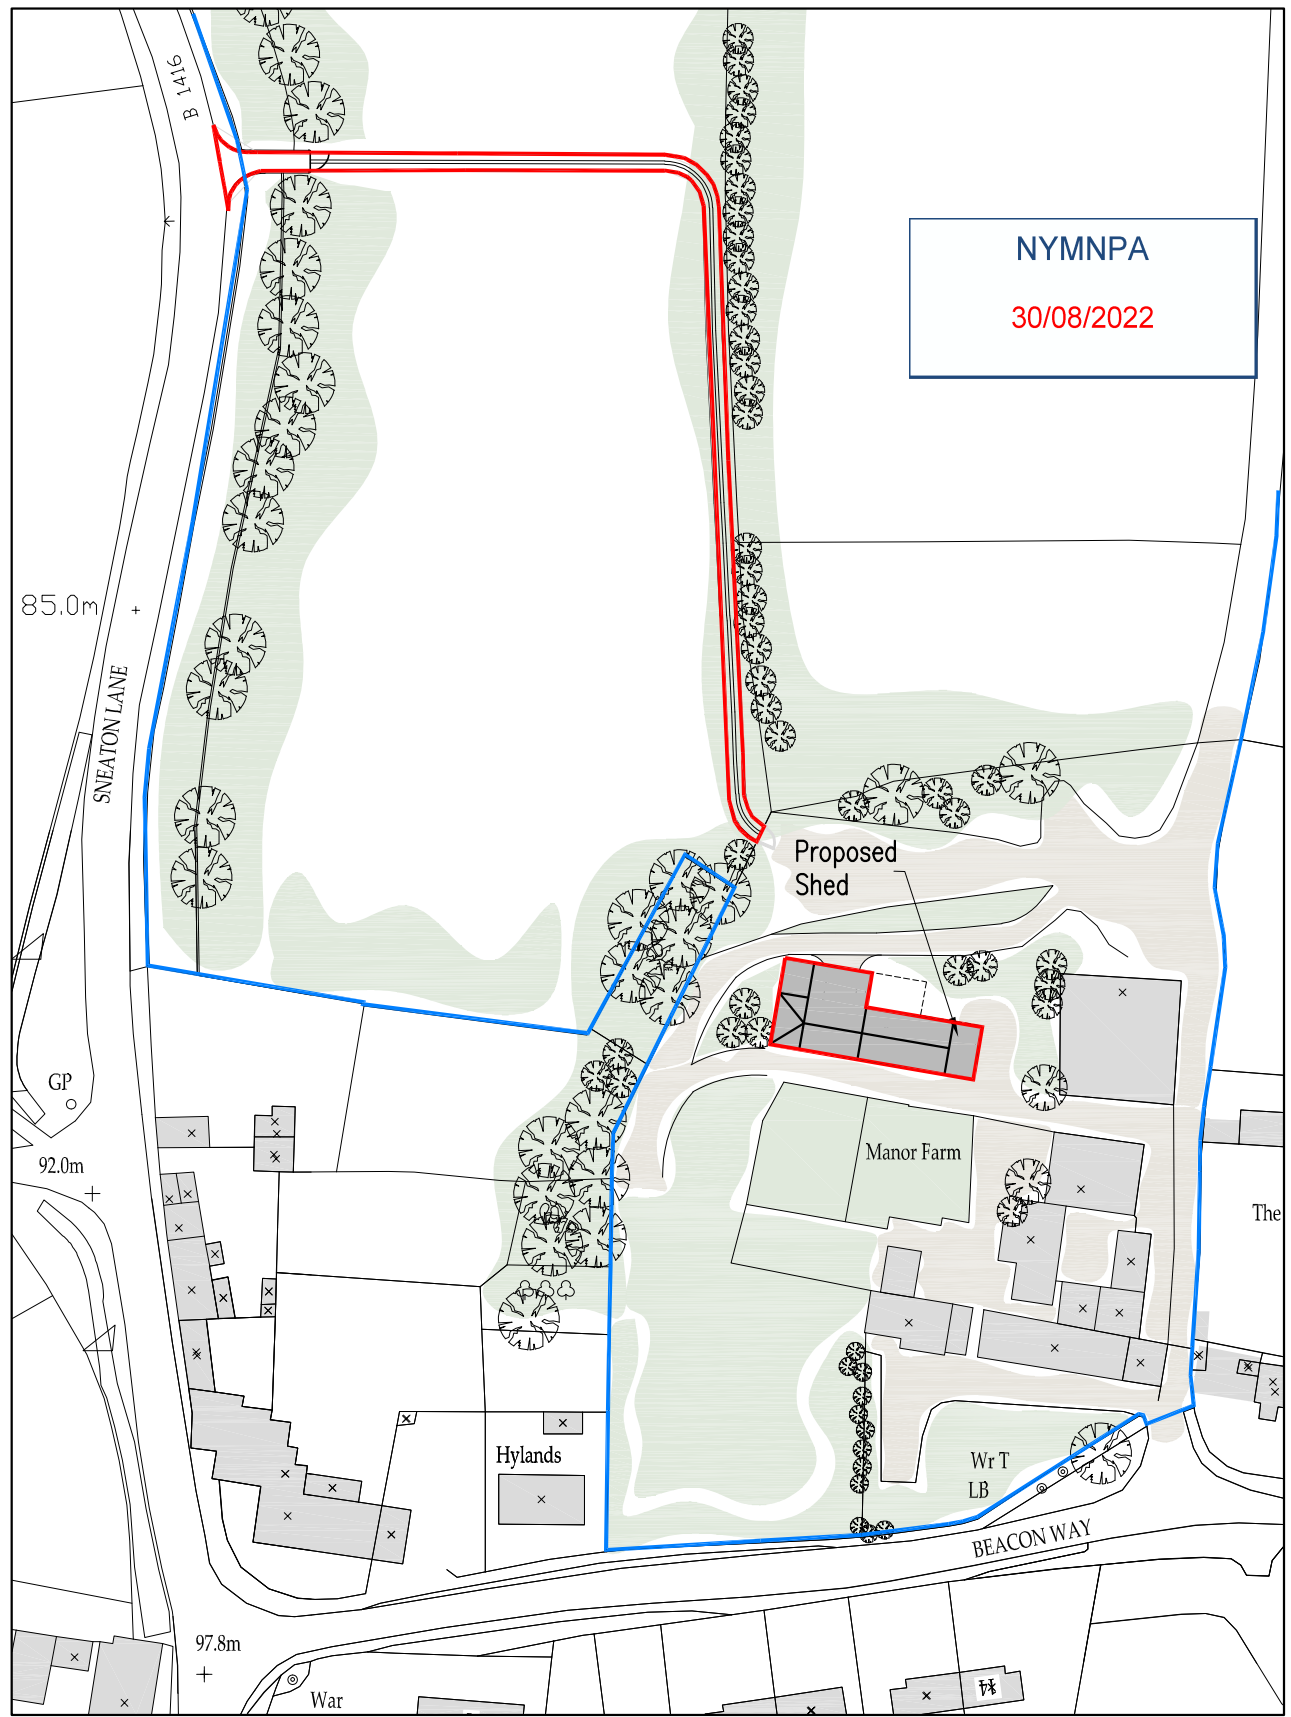 B 1416
NYMNPA
30/08/2022
85.0m
SNEATON LANE
Proposed
Shed
GP
92.0m
Manor Farm
The
Hylands
Wr T
LB
BEACON WAY
97.8m
War